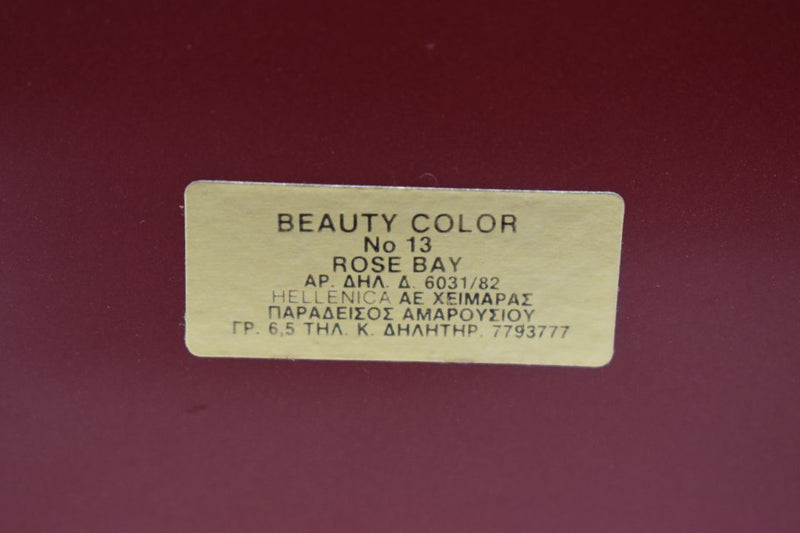 BEAUTY COLOR
No 13
ROSE BAY
ΑΡ. ΔΗΛ. Δ. 6031/82
HELLENICA ΑΕ ΧΕΙΜΑΡΑΣ
ΠΑΡΑΔΕΙΣΟΣ ΑΜΑΡΟΥΣΙΟΥ
ΓΡ. 6,5 ΤΗΛ. Κ. ΔΗΛΗΤΗΡ. 7793777